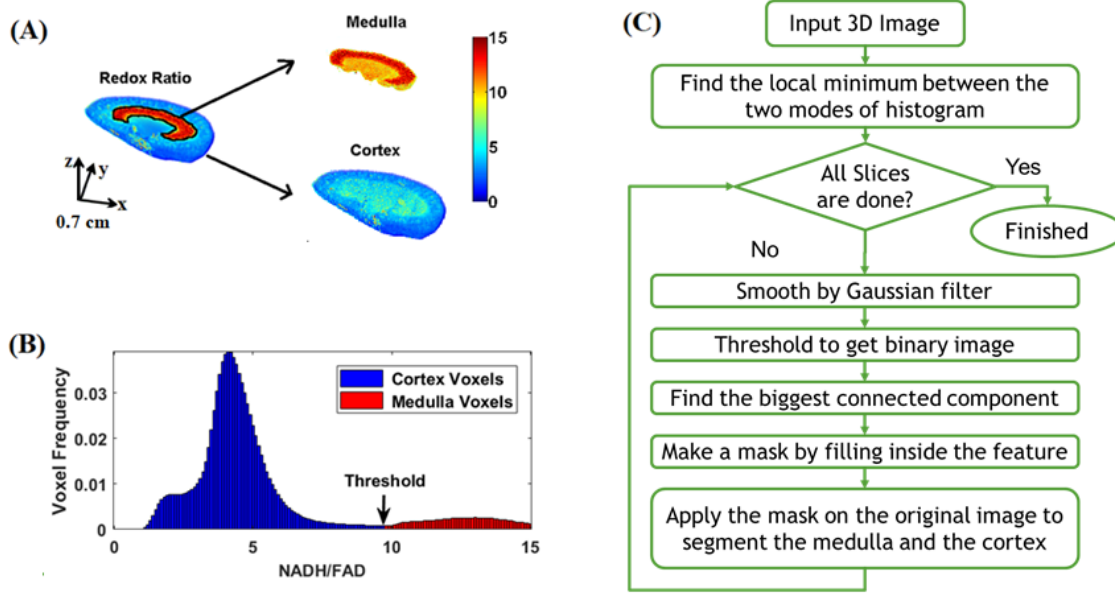 (A)
Medulla
Redox Ratio
Cortex
z
y
x
0.7 cm
15
10
5
0
(B)
Voxel Frequency
0.03
0.02
0.01
0
Cortex Voxels
Medulla Voxels
Threshold
0 5 10 15
NADH/FAD
(C)
Input 3D Image
Find the local minimum between the
two modes of histogram
All Slices
are done?
Yes
Finished
No
Smooth by Gaussian filter
Threshold to get binary image
Find the biggest connected component
Make a mask by filling inside the feature
Apply the mask on the original image to
segment the medulla and the cortex